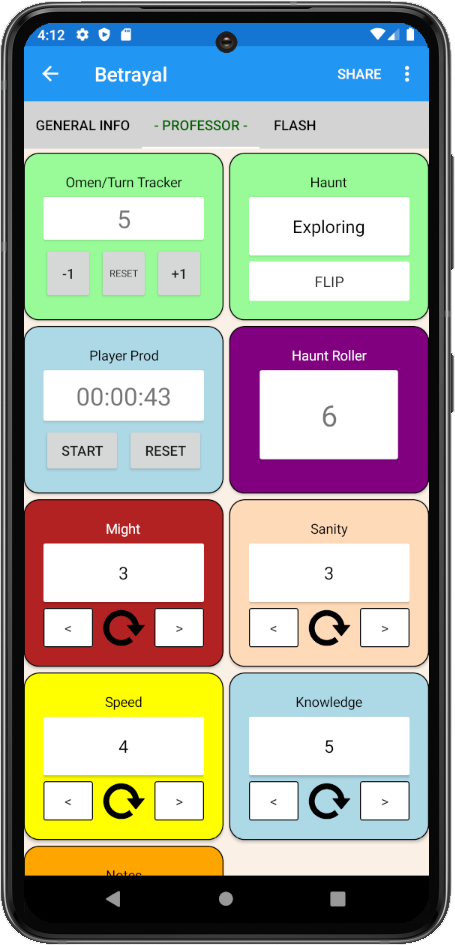 4:12
Betrayal
SHARE
GENERAL INFO
- PROFESSOR -
FLASH
Omen/Turn Tracker
5
-1
RESET
+1
Haunt
Exploring
FLIP
Player Prod
00:00:43
START
RESET
Haunt Roller
6
Might
3
<
>
Sanity
3
<
>
Speed
4
<
>
Knowledge
5
<
>
Notes